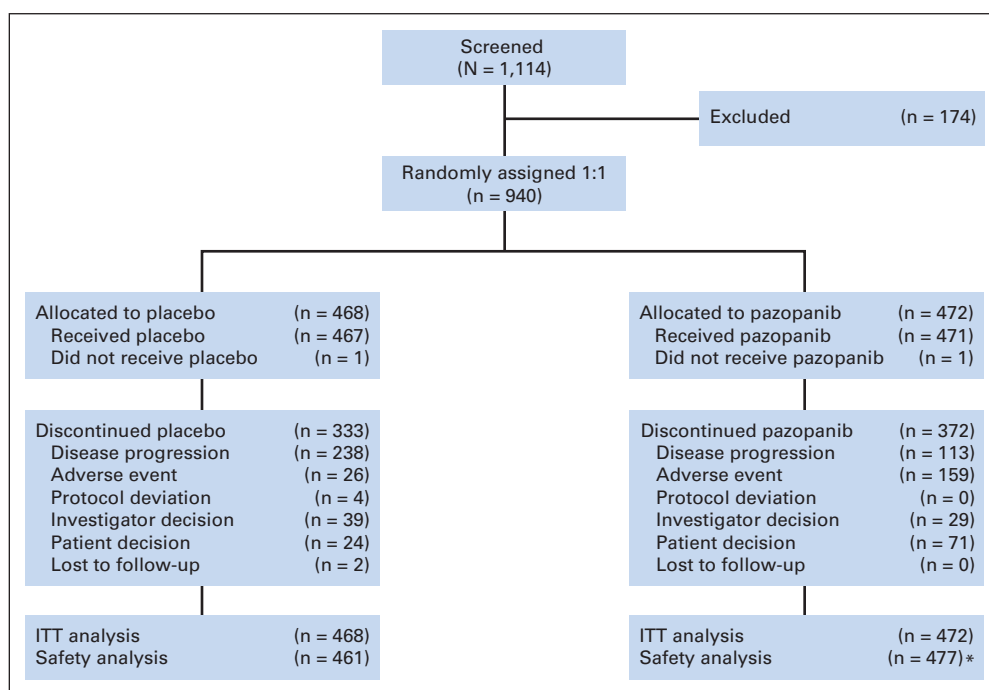 Screened
(N = 1,114)
Excluded (n = 174)
Randomly assigned 1:1
(n = 940)
Allocated to placebo (n = 468)
Received placebo (n = 467)
Did not receive placebo (n = 1)
Allocated to pazopanib (n = 472)
Received pazopanib (n = 471)
Did not receive pazopanib (n = 1)
Discontinued placebo (n = 333)
Disease progression (n = 238)
Adverse event (n = 26)
Protocol deviation (n = 4)
Investigator decision (n = 39)
Patient decision (n = 24)
Lost to follow-up (n = 2)
Discontinued pazopanib (n = 372)
Disease progression (n = 113)
Adverse event (n = 159)
Protocol deviation (n = 0)
Investigator decision (n = 29)
Patient decision (n = 71)
Lost to follow-up (n = 0)
ITT analysis (n = 468)
Safety analysis (n = 461)
ITT analysis (n = 472)
Safety analysis (n = 477)*